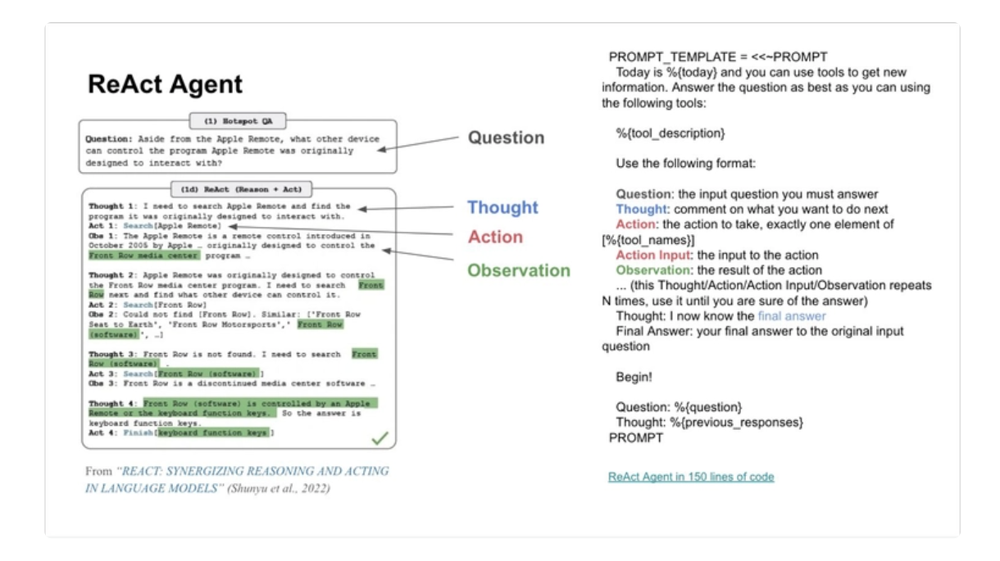 ReAct Agent
(1) Hotspot QA
Question: Aside from the Apple Remote, what other device
can control the program Apple Remote was originally
designed to interact with?
(1d) ReAct (Reason + Act)
Thought 1: I need to search Apple Remote and find the
program it was originally designed to interact with.
Act 1: Search[Apple Remote]
Obs 1: The Apple Remote is a remote control introduced in
October 2005 by Apple … originally designed to control the
Front Row media center program …
Thought 2: Apple Remote was originally designed to control
the Front Row media center program. I need to search Front
Row next and find what other device can control it.
Act 2: Search[Front Row]
Obs 2: Could not find [Front Row]. Similar: ['Front Row
Seat to Earth', 'Front Row Motorsports',' Front Row
(software)', …]
Thought 3: Front Row is not found. I need to search Front
Row (software) .
Act 3: Search[Front Row (software)]
Obs 3: Front Row is a discontinued media center software …
Thought 4: Front Row (software) is controlled by an Apple
Remote or the keyboard function keys. So the answer is
keyboard function keys.
Act 4: Finish[keyboard function keys]
From “REACT: SYNERGIZING REASONING AND ACTING
IN LANGUAGE MODELS” (Shunyu et al., 2022)
Question
Thought
Action
Observation
PROMPT_TEMPLATE = <<~PROMPT
Today is %{today} and you can use tools to get new
information. Answer the question as best as you can using
the following tools:
%{tool_description}
Use the following format:
Question: the input question you must answer
Thought: comment on what you want to do next
Action: the action to take, exactly one element of
[%{tool_names}]
Action Input: the input to the action
Observation: the result of the action
... (this Thought/Action/Action Input/Observation repeats
N times, use it until you are sure of the answer)
Thought: I now know the final answer
Final Answer: your final answer to the original input
question
Begin!
Question: %{question}
Thought: %{previous_responses}
PROMPT
ReAct Agent in 150 lines of code